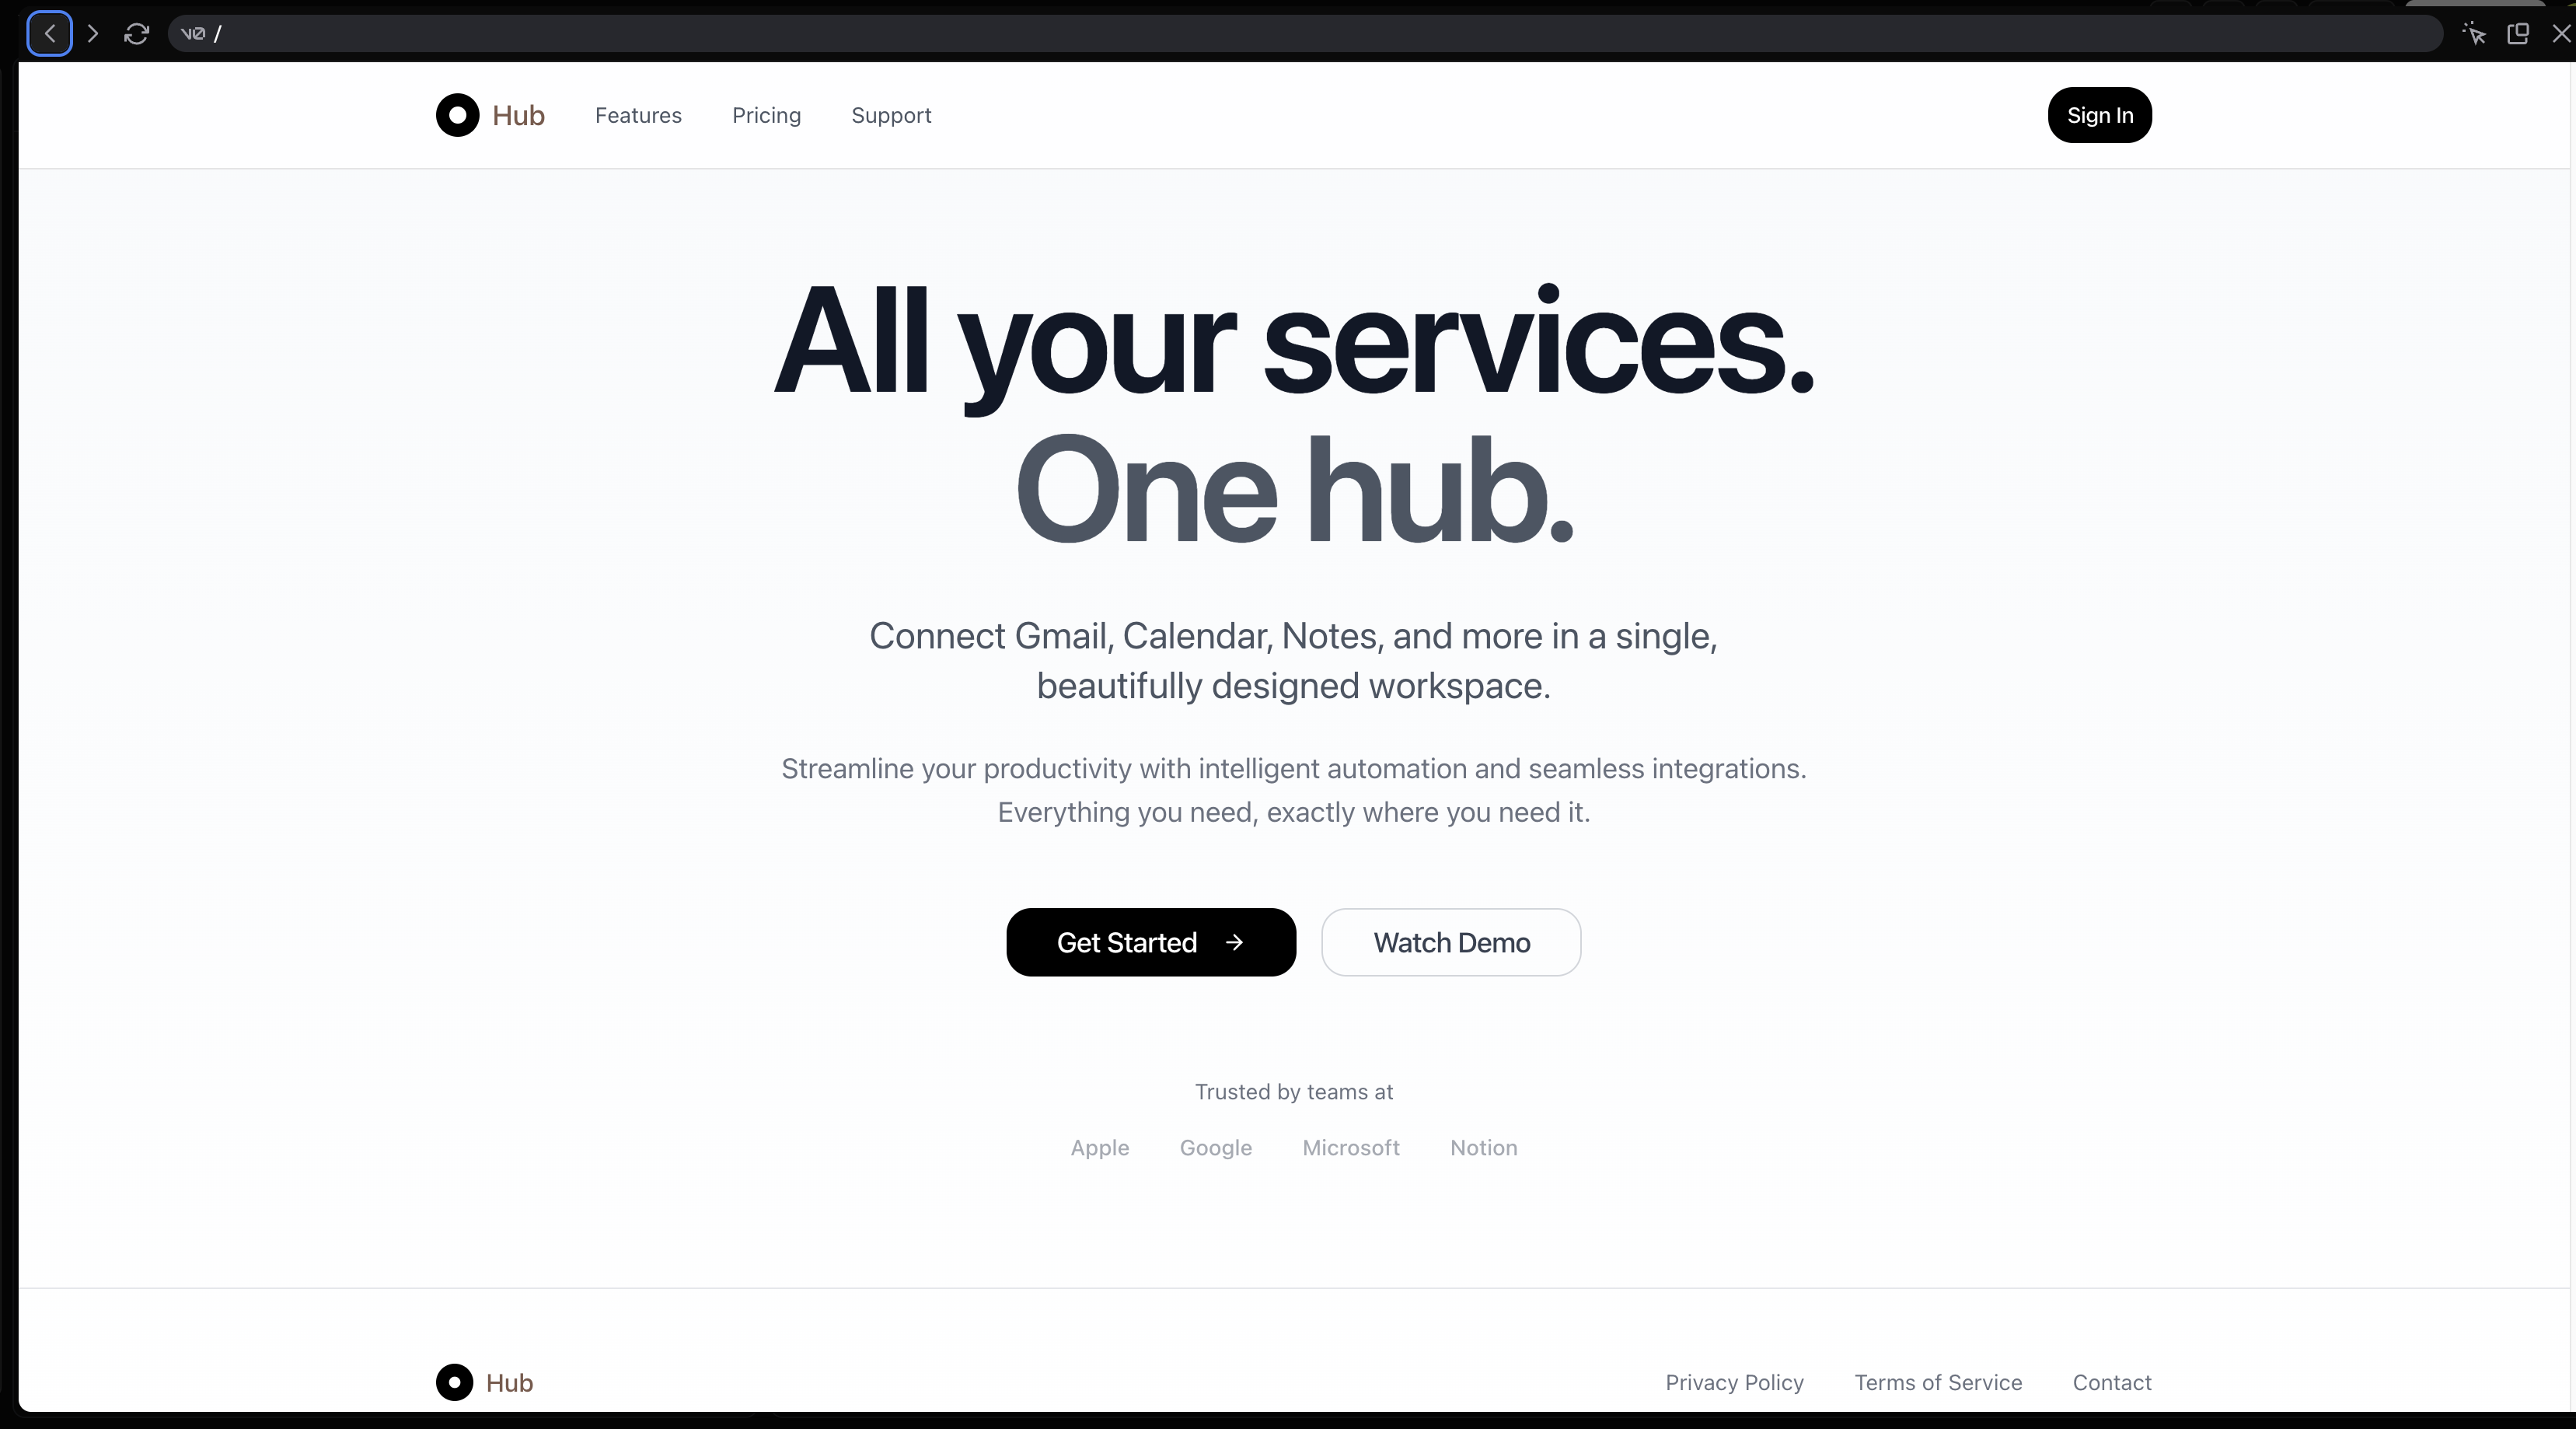 v0 /
Hub Features Pricing Support Sign In
All your services.
One hub.
Connect Gmail, Calendar, Notes, and more in a single,
beautifully designed workspace.
Streamline your productivity with intelligent automation and seamless integrations.
Everything you need, exactly where you need it.
Get Started → Watch Demo
Trusted by teams at
Apple Google Microsoft Notion
Hub Privacy Policy Terms of Service Contact